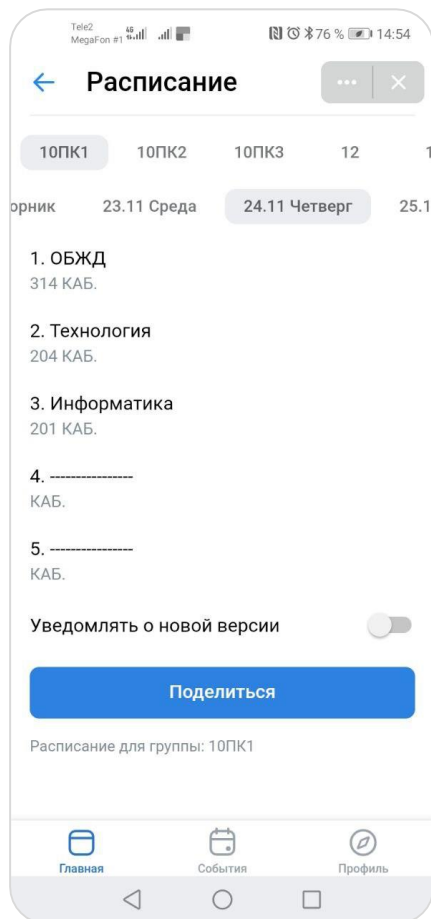 Tele2
MegaFon #1 4G 76 % 14:54
Расписание
10ПК1 10ПК2 10ПК3 12 1
орник 23.11 Среда 24.11 Четверг 25.1
1. ОБЖД
314 КАБ.
2. Технология
204 КАБ.
3. Информатика
201 КАБ.
4. ----------------
КАБ.
5. ----------------
КАБ.
Уведомлять о новой версии
Поделиться
Расписание для группы: 10ПК1
Главная События Профиль